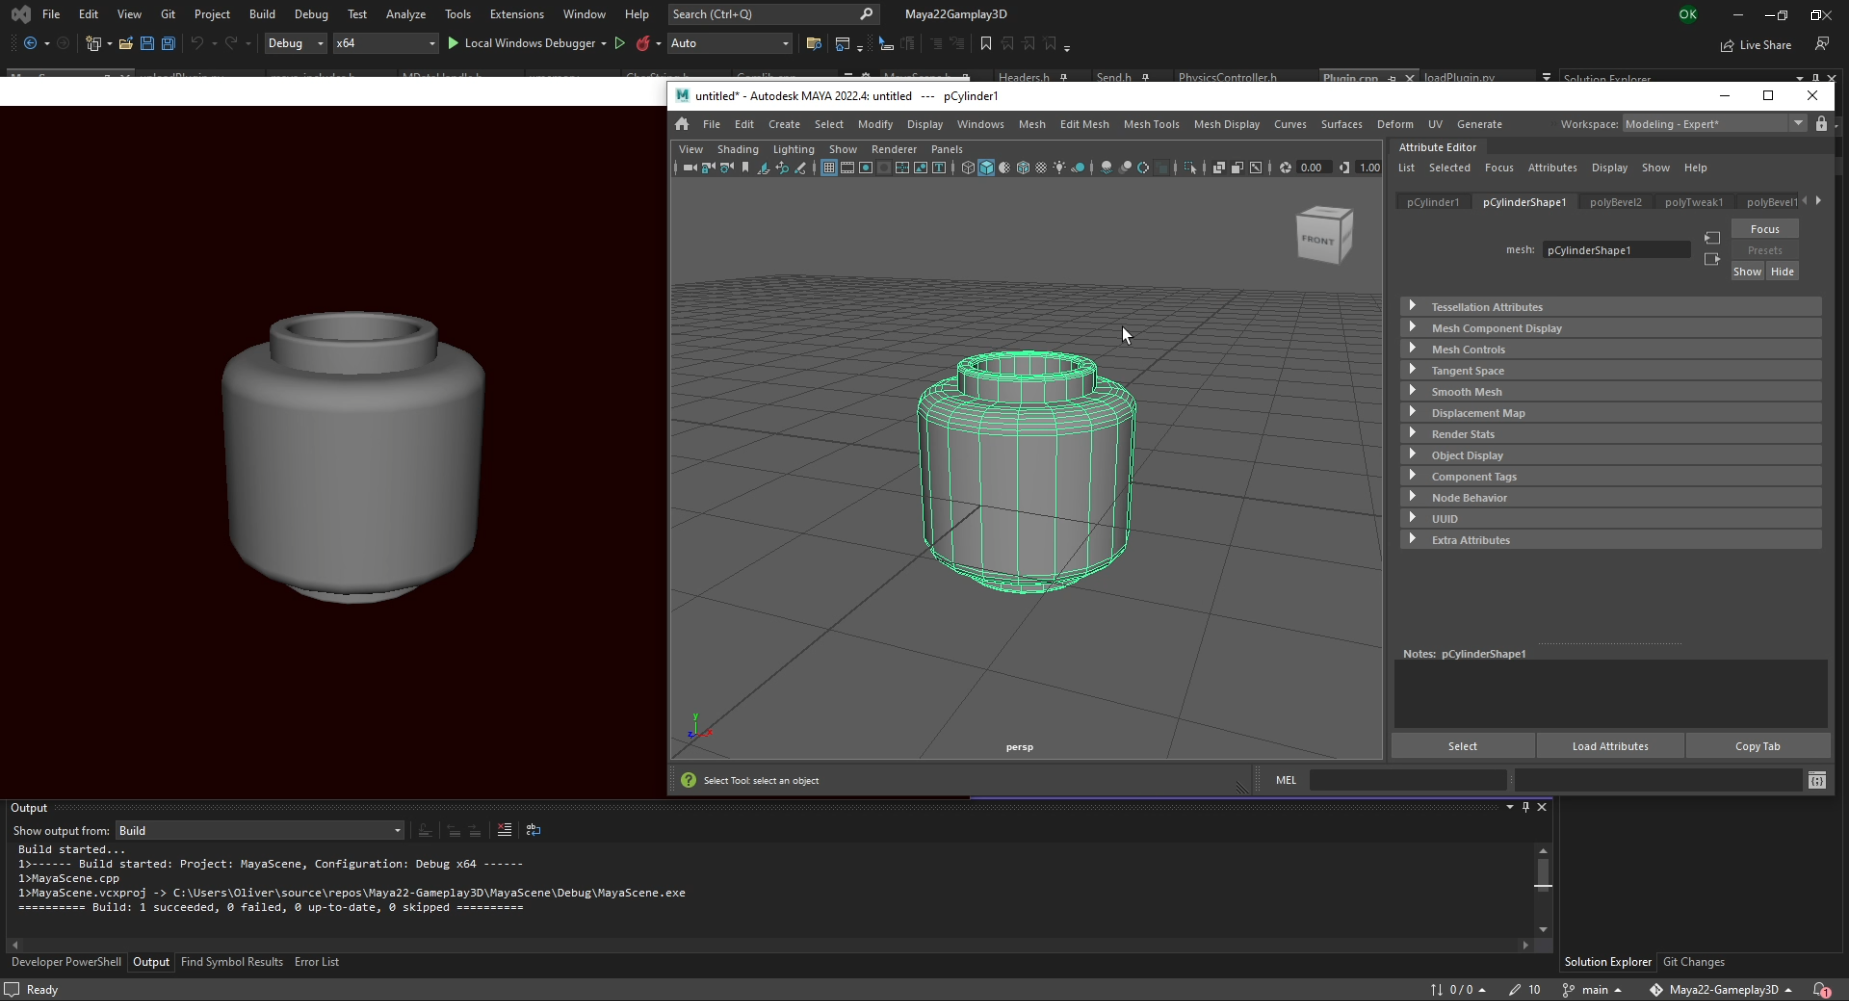 File Edit View Git Project Build Debug Test Analyze Tools Extensions Window Help Search (Ctrl+Q) Maya22Gamplay3D OK
Debug x64 Local Windows Debugger Auto Live Share
Headers.h Send.h PhysicsController.h Plugin.cpp loadPlugin.py Solution Explorer
untitled* - Autodesk MAYA 2022.4: untitled --- pCylinder1
File Edit Create Select Modify Display Windows Mesh Edit Mesh Mesh Tools Mesh Display Curves Surfaces Deform UV Generate Workspace: Modeling - Expert*
View Shading Lighting Show Renderer Panels
0.00 1.00
FRONT
y
z x
persp
Attribute Editor
List Selected Focus Attributes Display Show Help
pCylinder1 pCylinderShape1 polyBevel2 polyTweak1 polyBevel1
Focus
mesh: pCylinderShape1
Presets
Show Hide
Tessellation Attributes
Mesh Component Display
Mesh Controls
Tangent Space
Smooth Mesh
Displacement Map
Render Stats
Object Display
Component Tags
Node Behavior
UUID
Extra Attributes
Notes: pCylinderShape1
Select Load Attributes Copy Tab
Select Tool: select an object MEL
Output
Show output from: Build
Build started...
1>------ Build started: Project: MayaScene, Configuration: Debug x64 ------
1>MayaScene.cpp
1>MayaScene.vcxproj -> C:\Users\Oliver\source\repos\Maya22-Gameplay3D\MayaScene\Debug\MayaScene.exe
========== Build: 1 succeeded, 0 failed, 0 up-to-date, 0 skipped ==========
Developer PowerShell Output Find Symbol Results Error List Solution Explorer Git Changes
Ready 0 / 0 10 main Maya22-Gameplay3D 1